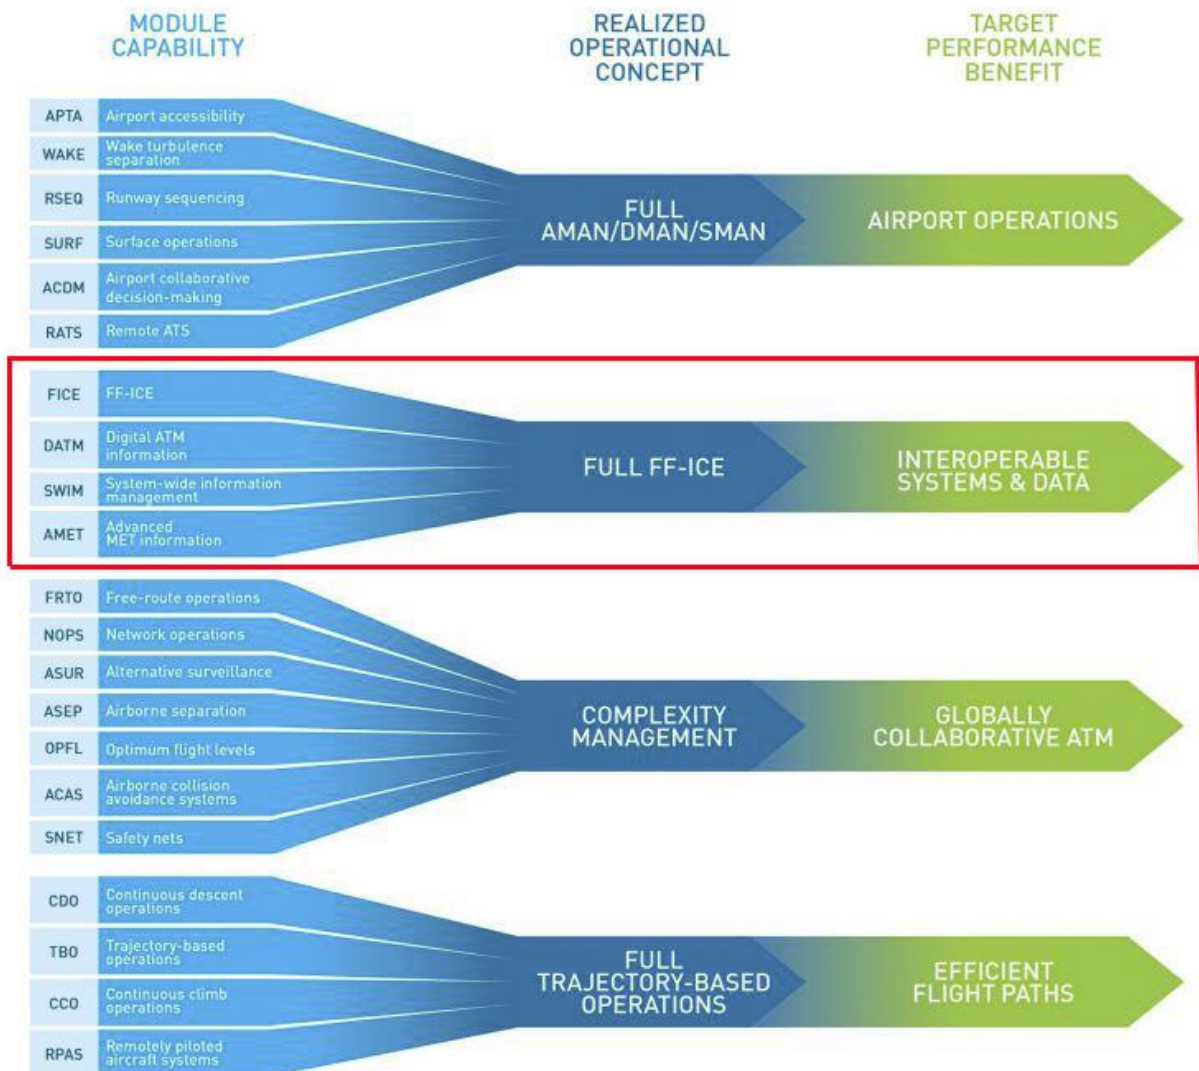 MODULE
CAPABILITY
REALIZED
OPERATIONAL
CONCEPT
TARGET
PERFORMANCE
BENEFIT
APTA Airport accessibility
WAKE Wake turbulence
separation
RSEQ Runway sequencing
SURF Surface operations
ACDM Airport collaborative
decision-making
RATS Remote ATS
FULL
AMAN/DMAN/SMAN
AIRPORT OPERATIONS
FICE FF-ICE
DATM Digital ATM
information
SWIM System-wide information
management
AMET Advanced
MET information
FULL FF-ICE
INTEROPERABLE
SYSTEMS & DATA
FRTO Free-route operations
NOPS Network operations
ASUR Alternative surveillance
ASEP Airborne separation
OPFL Optimum flight levels
ACAS Airborne collision
avoidance systems
SNET Safety nets
COMPLEXITY
MANAGEMENT
GLOBALLY
COLLABORATIVE ATM
CDO Continuous descent
operations
TBO Trajectory-based
operations
CCO Continuous climb
operations
RPAS Remotely piloted
aircraft systems
FULL
TRAJECTORY-BASED
OPERATIONS
EFFICIENT
FLIGHT PATHS